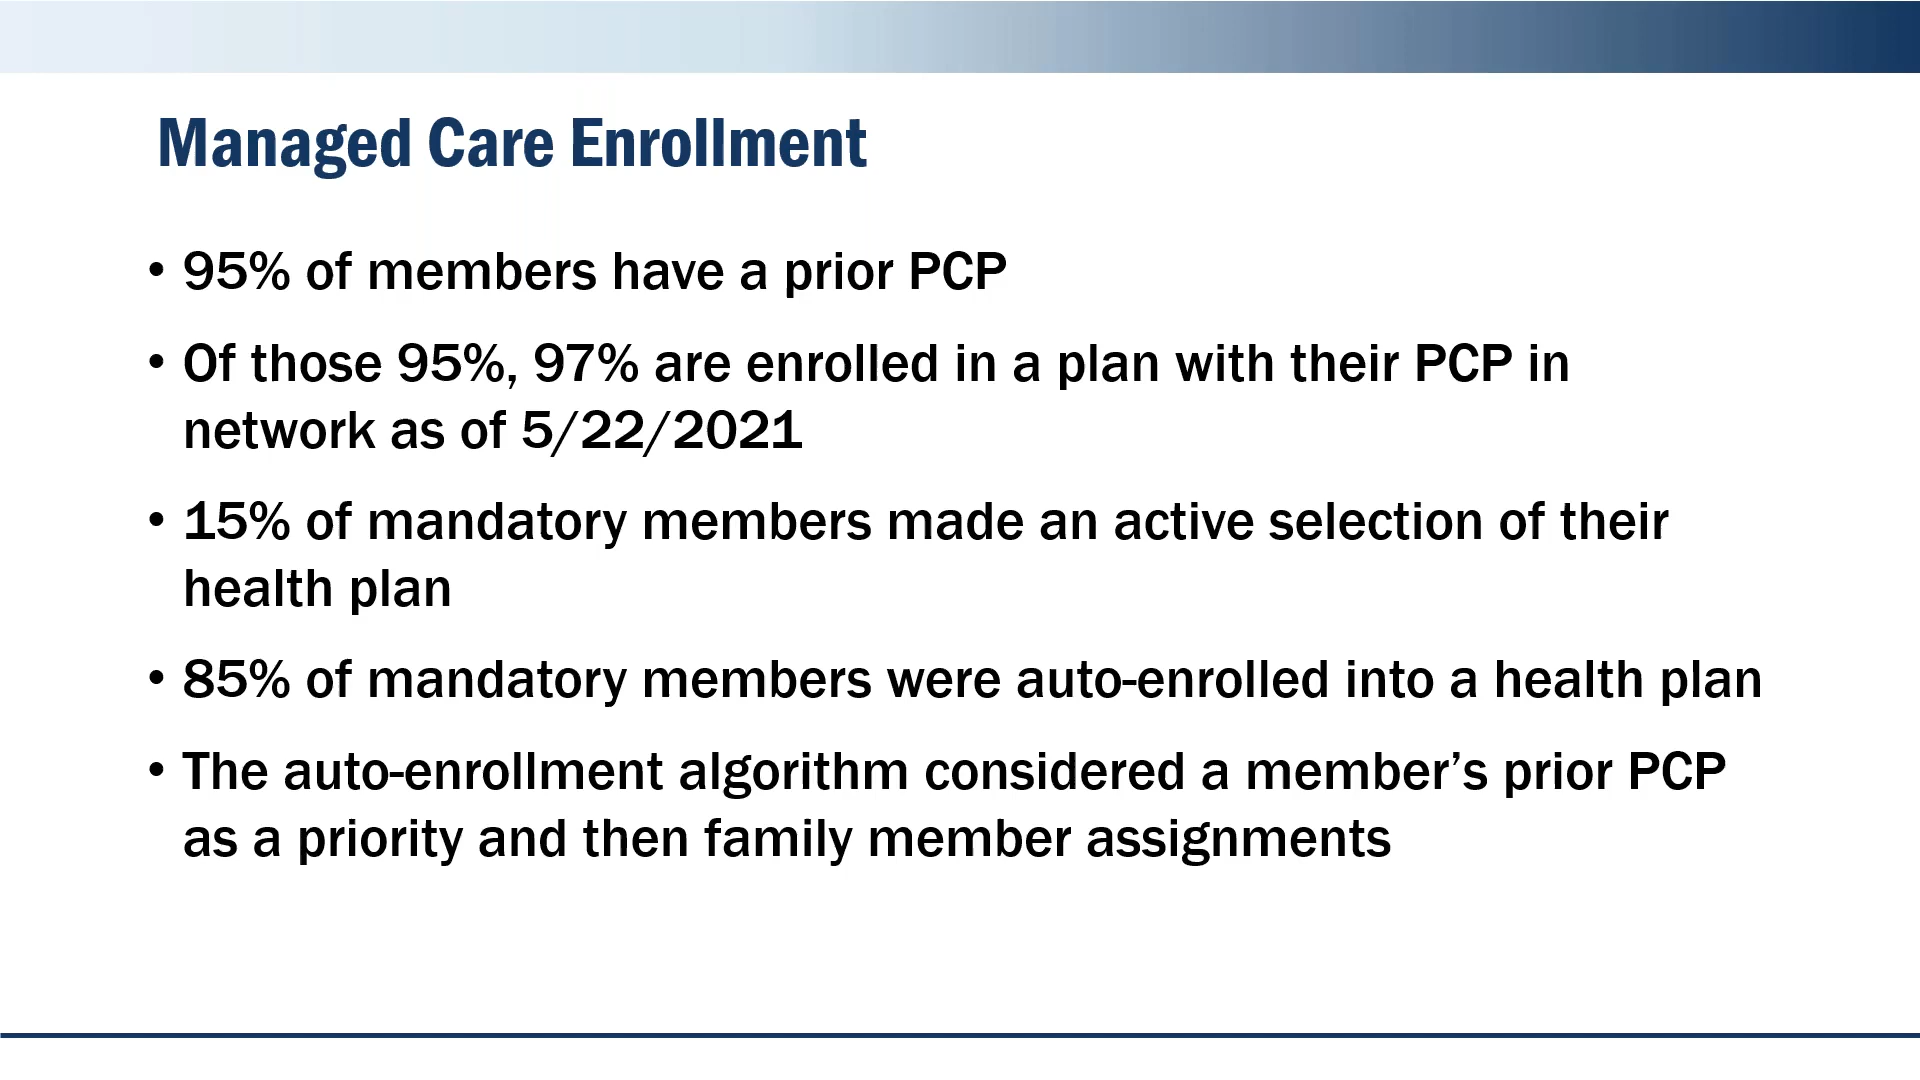 Managed Care Enrollment
• 95% of members have a prior PCP
• Of those 95%, 97% are enrolled in a plan with their PCP in
network as of 5/22/2021
• 15% of mandatory members made an active selection of their
health plan
• 85% of mandatory members were auto-enrolled into a health plan
• The auto-enrollment algorithm considered a member’s prior PCP
as a priority and then family member assignments